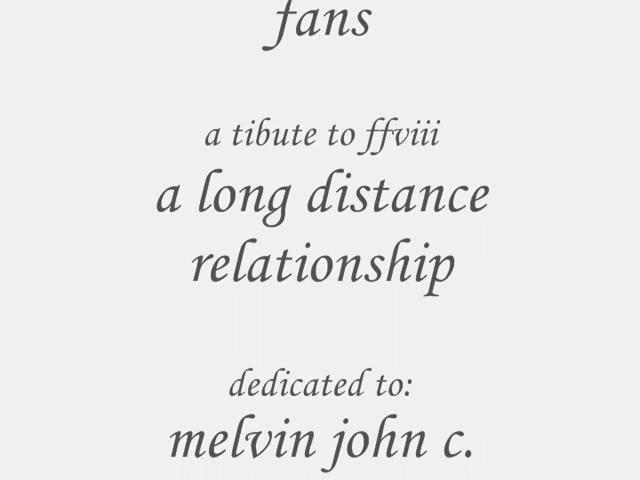 fans
a tibute to ffviii
a long distance
relationship
dedicated to:
melvin john c.